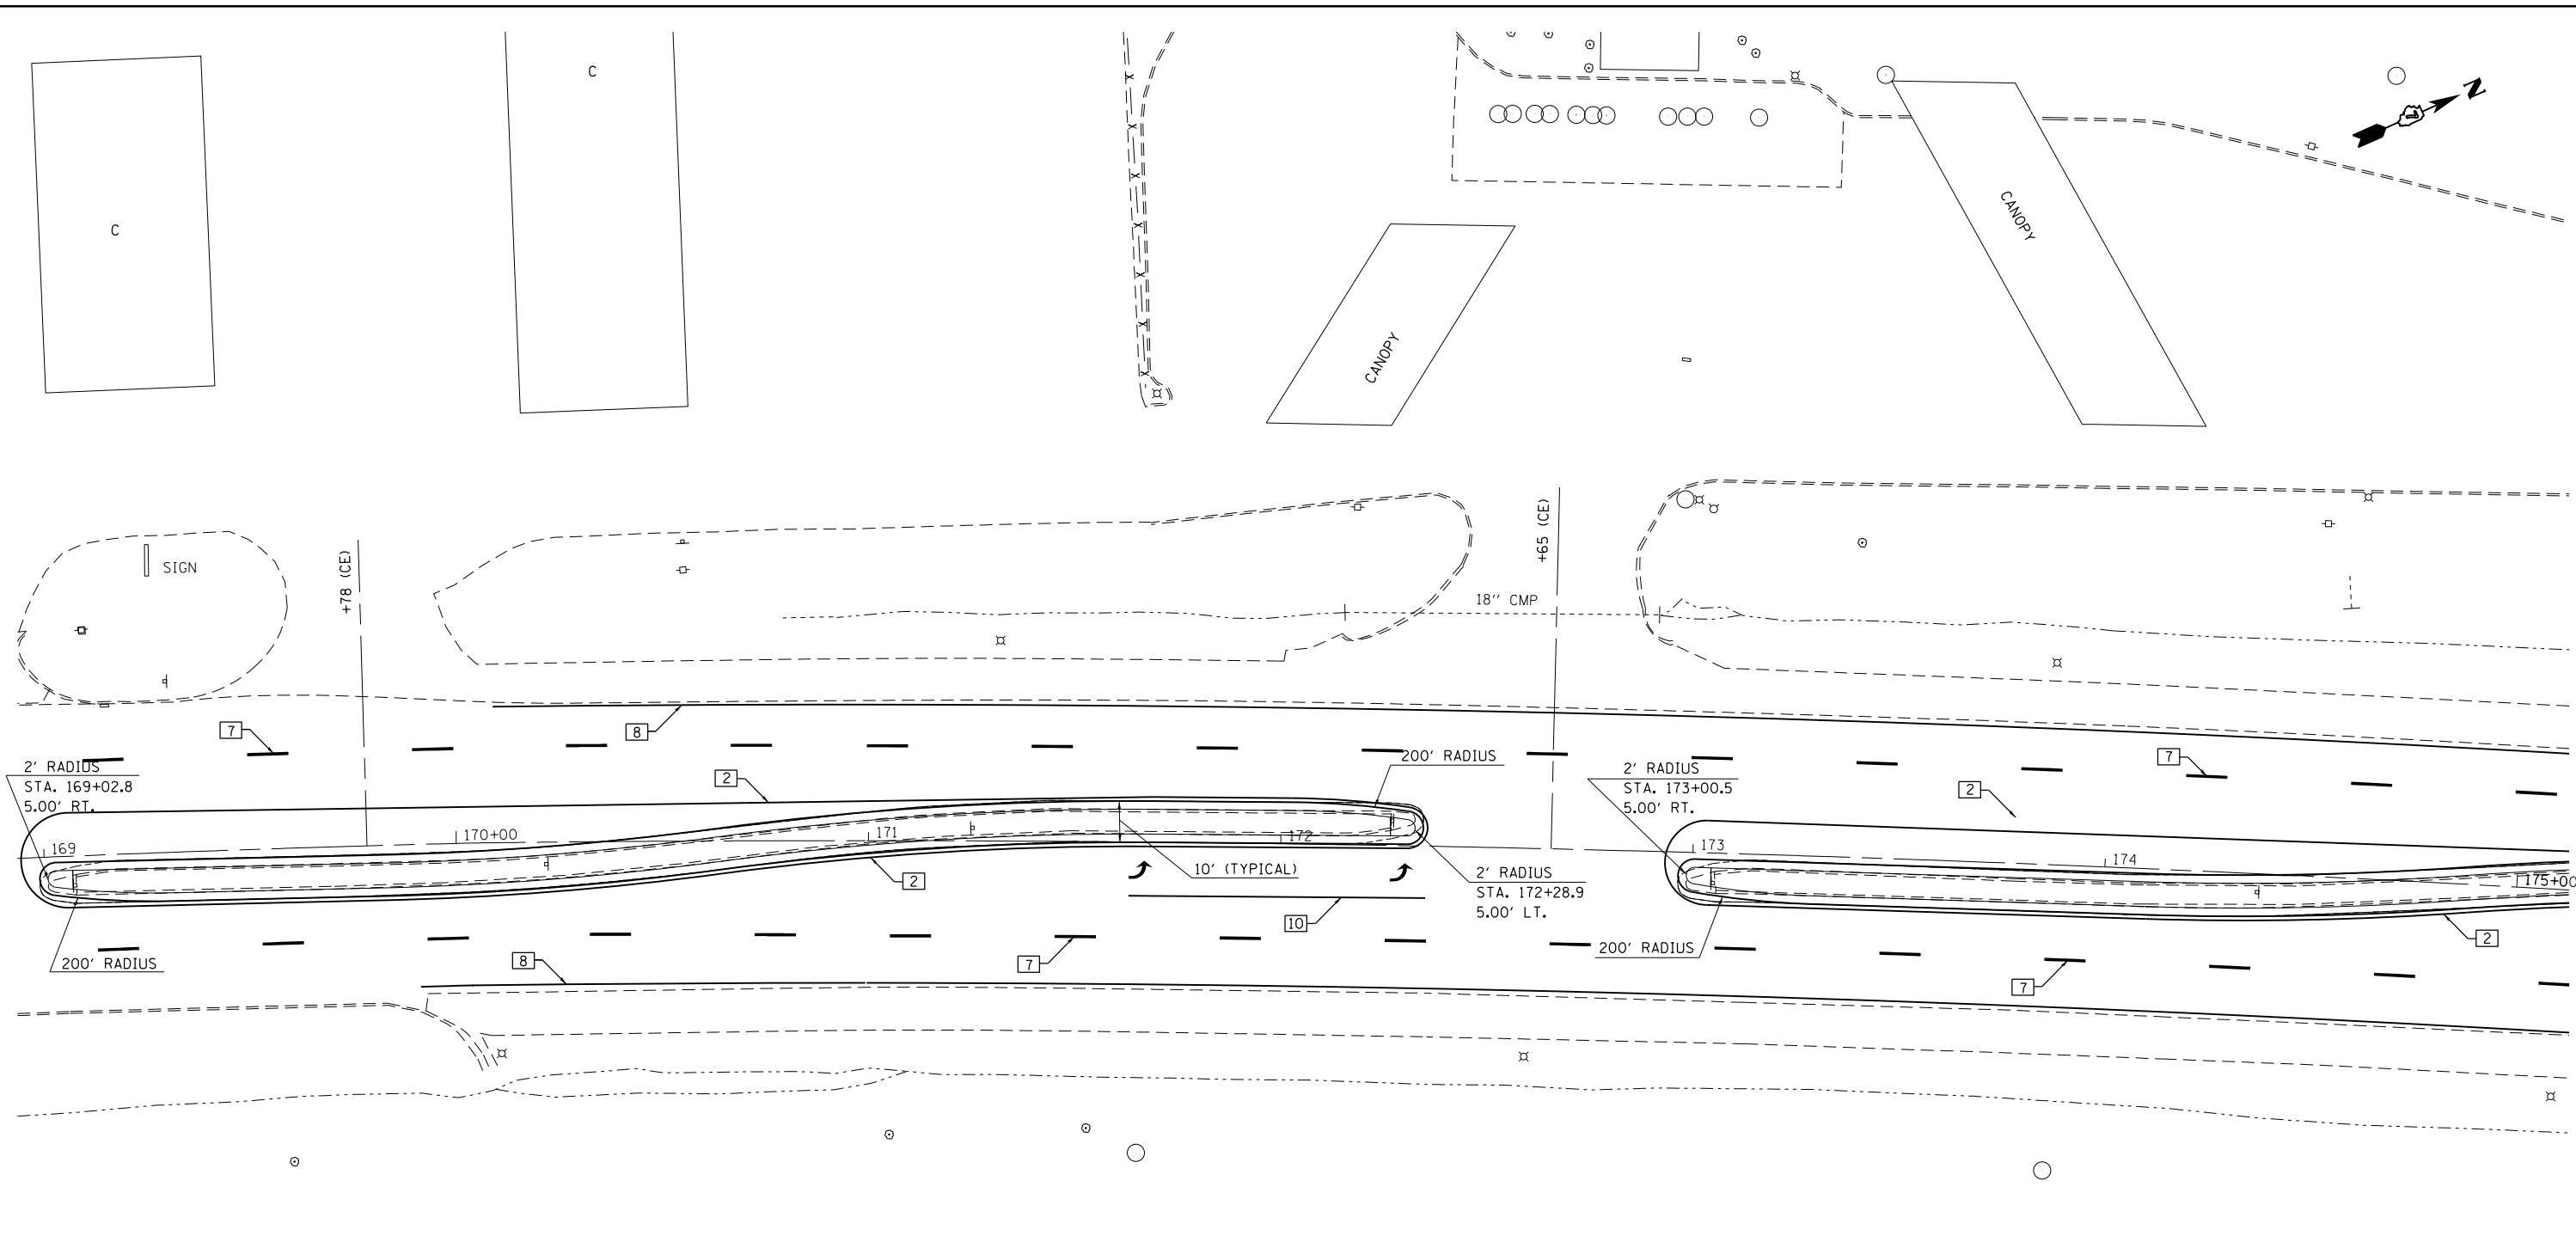 C
C
N
CANOPY
CANOPY
SIGN
+78 (CE)
+65 (CE)
18'' CMP
7
8
2
200' RADIUS
2' RADIUS
STA. 169+02.8
5.00' RT.
2' RADIUS
STA. 173+00.5
5.00' RT.
2
7
169
170+00
171
172
173
174
175+00
10' (TYPICAL)
2
2' RADIUS
STA. 172+28.9
5.00' LT.
10
200' RADIUS
8
7
200' RADIUS
7
2